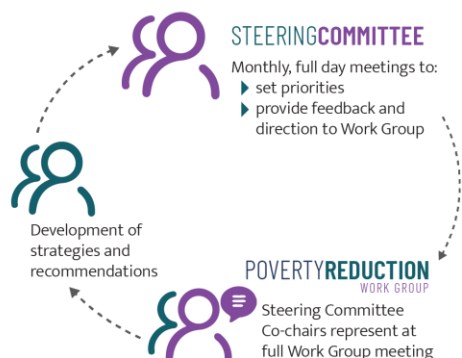 STEERINGCOMMITTEE
Monthly, full day meetings to:
set priorities
provide feedback and
direction to Work Group
Development of
strategies and
recommendations
POVERTYREDUCTION
WORK GROUP
Steering Committee
Co-chairs represent at
full Work Group meeting